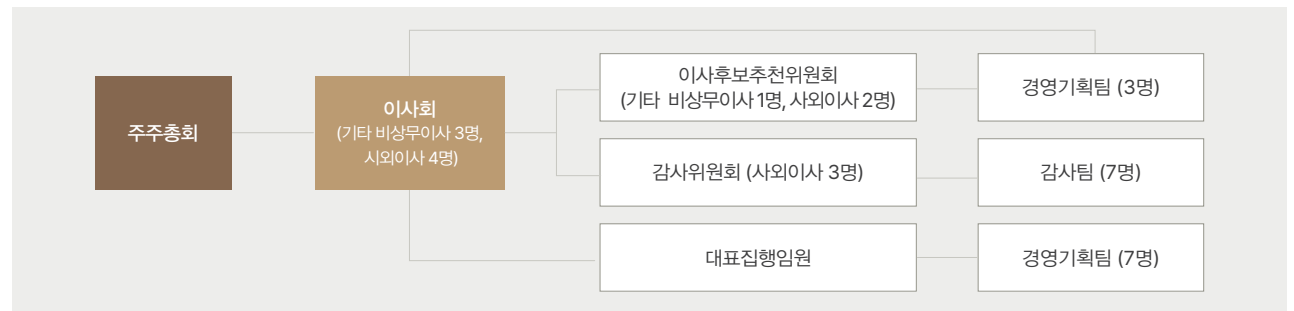 주주총회
이사회
(기타 비상무이사 3명,
시외이사 4명)
이사후보추천위원회
(기타 비상무이사 1명, 사외이사 2명)
경영기획팀 (3명)
감사위원회 (사외이사 3명)
감사팀 (7명)
대표집행임원
경영기획팀 (7명)